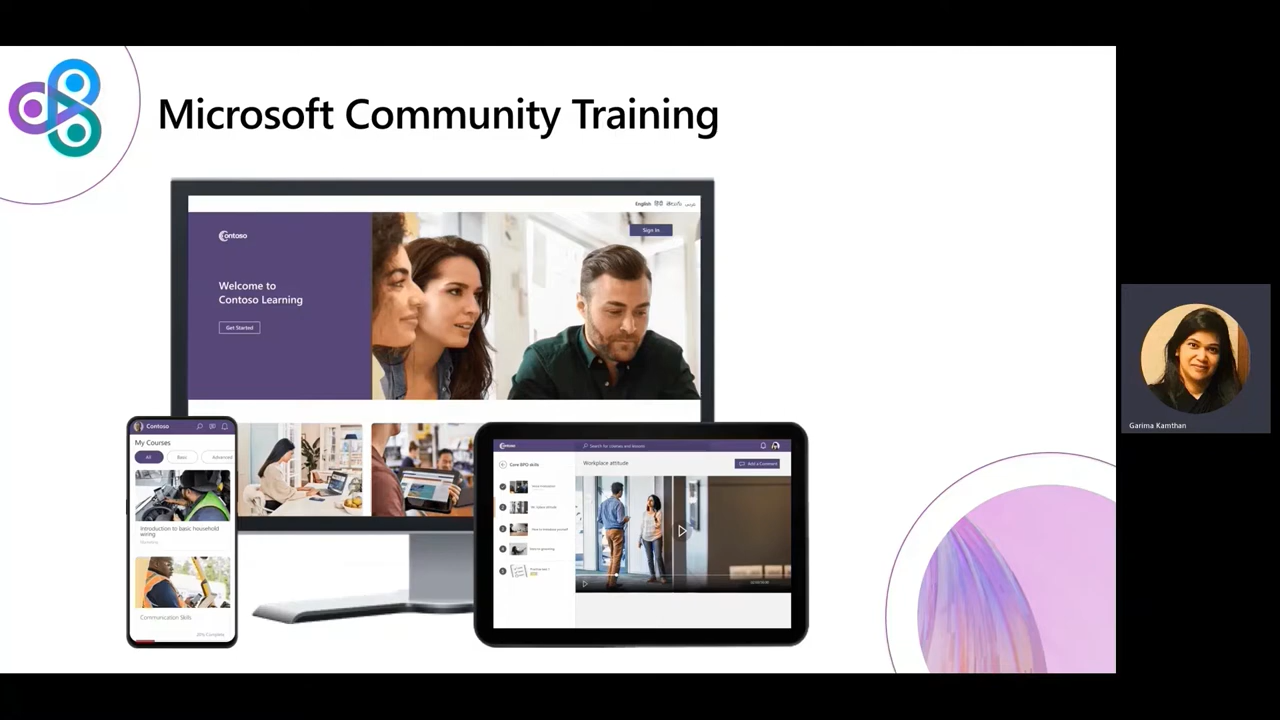 Microsoft Community Training
English हिंदी తెలుగు
Contoso
Sign In
Welcome to
Contoso Learning
Get Started
Contoso
My Courses
All
Basic
Advanced
Introduction to basic household
wiring
Communication Skills
Contoso
Search for courses and lessons
Core BPO skills
Workplace attitude
Add a Comment
Garima Kamthan